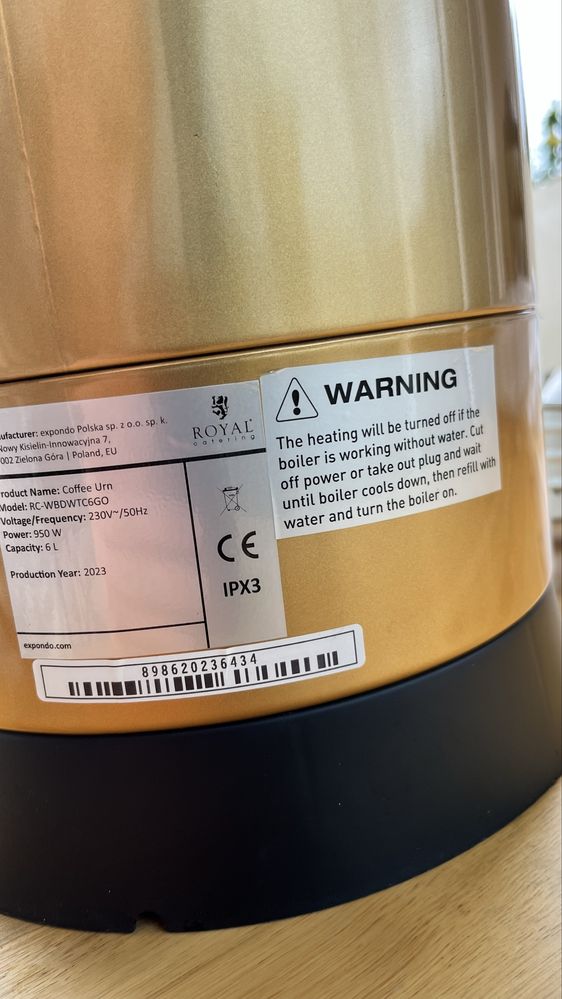 ufacturer: expondo Polska sp. z o.o. sp. k.
Nowy Kisielin-Innowacyjna 7,
002 Zielona Góra | Poland, EU
ROYAL
catering
roduct Name: Coffee Urn
Model: RC-WBDWTC6GO
Voltage/Frequency: 230V~/50Hz
Power: 950 W
Capacity: 6 L
Production Year: 2023
CE
IPX3
expondo.com
WARNING
The heating will be turned off if the
boiler is working without water. Cut
off power or take out plug and wait
until boiler cools down, then refill with
water and turn the boiler on.
898620236434